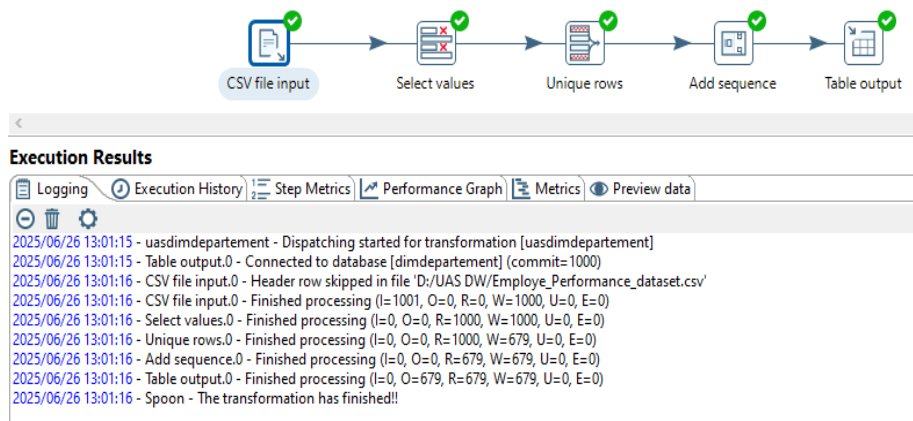 CSV file input Select values Unique rows Add sequence Table output
Execution Results
Logging Execution History Step Metrics Performance Graph Metrics Preview data
2025/06/26 13:01:15 - uasdimdepartement - Dispatching started for transformation [uasdimdepartement]
2025/06/26 13:01:15 - Table output.0 - Connected to database [dimdepartement] (commit=1000)
2025/06/26 13:01:16 - CSV file input.0 - Header row skipped in file 'D:/UAS DW/Employe_Performance_dataset.csv'
2025/06/26 13:01:16 - CSV file input.0 - Finished processing (I=1001, O=0, R=0, W=1000, U=0, E=0)
2025/06/26 13:01:16 - Select values.0 - Finished processing (I=0, O=0, R=1000, W=1000, U=0, E=0)
2025/06/26 13:01:16 - Unique rows.0 - Finished processing (I=0, O=0, R=1000, W=679, U=0, E=0)
2025/06/26 13:01:16 - Add sequence.0 - Finished processing (I=0, O=0, R=679, W=679, U=0, E=0)
2025/06/26 13:01:16 - Table output.0 - Finished processing (I=0, O=679, R=679, W=679, U=0, E=0)
2025/06/26 13:01:16 - Spoon - The transformation has finished!!